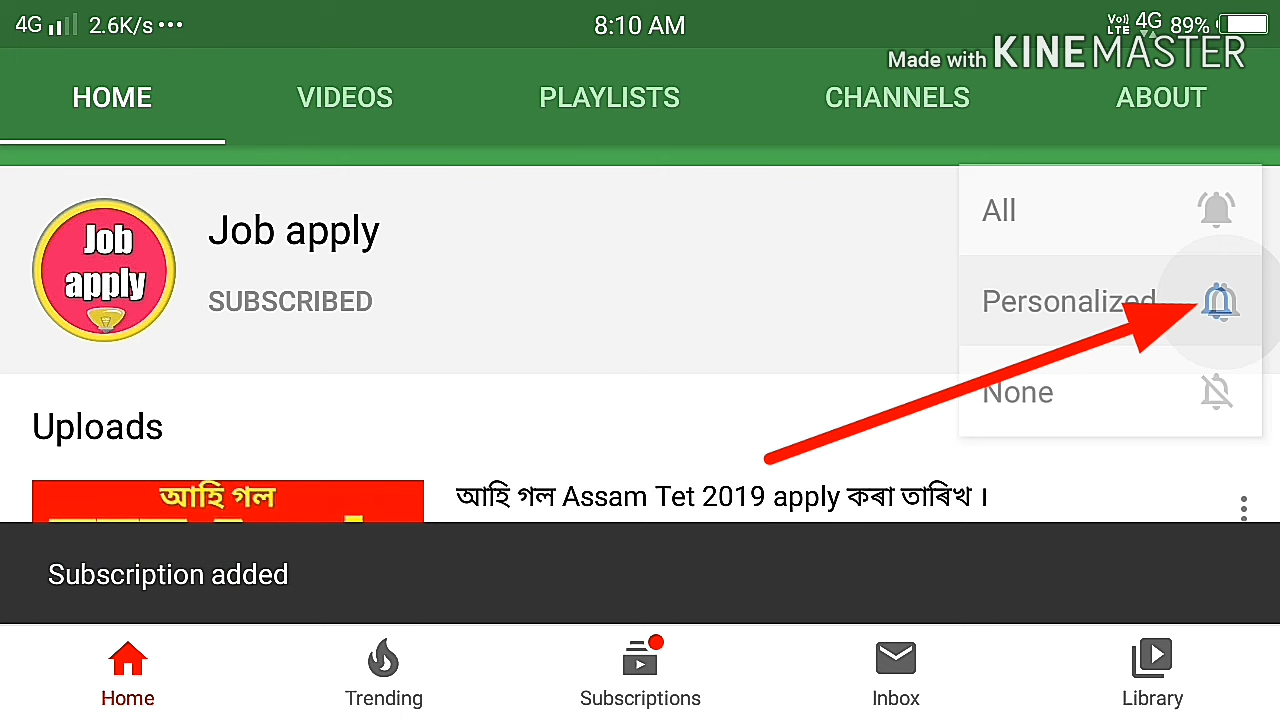 4G 2.6K/s ••• 8:10 AM Vo)) LTE 4G 89%
Made with KINEMASTER
HOME VIDEOS PLAYLISTS CHANNELS ABOUT
All
Job apply
Job
apply
SUBSCRIBED
Personalized
None
Uploads
আহি গল
আহি গল Assam Tet 2019 apply কৰা তাৰিখ ।
Subscription added
Home Trending Subscriptions Inbox Library